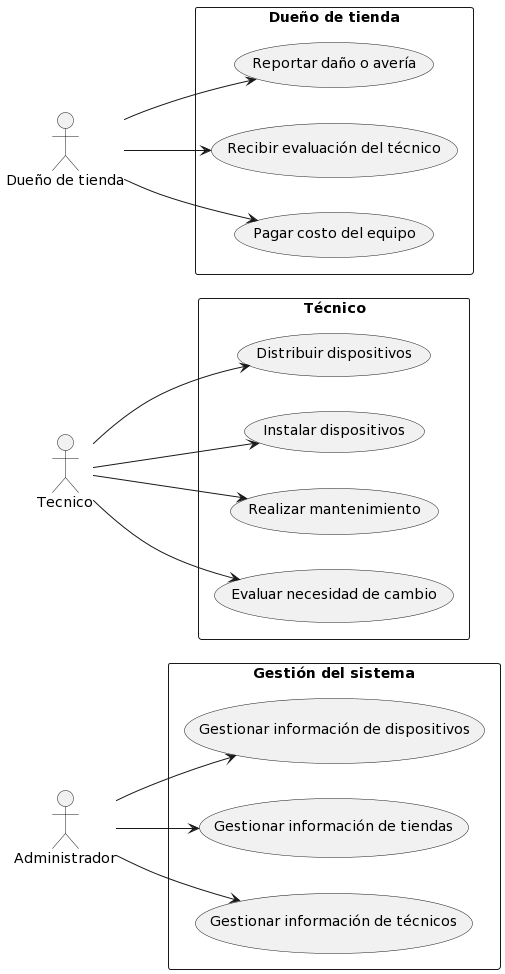 Dueño de tienda
Reportar daño o avería
Recibir evaluación del técnico
Dueño de tienda
Pagar costo del equipo
Técnico
Distribuir dispositivos
Instalar dispositivos
Tecnico
Realizar mantenimiento
Evaluar necesidad de cambio
Gestión del sistema
Gestionar información de dispositivos
Gestionar información de tiendas
Administrador
Gestionar información de técnicos